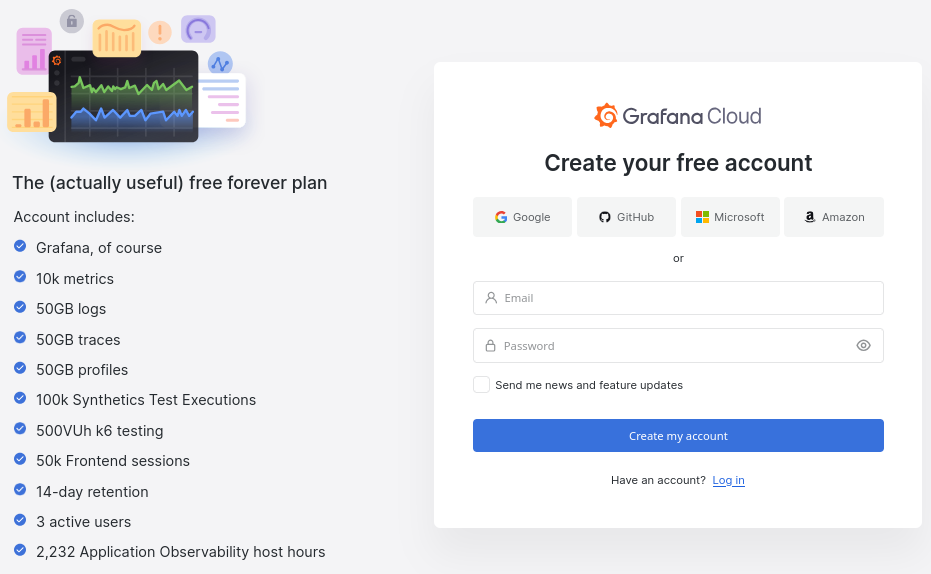 The (actually useful) free forever plan
Account includes:
Grafana, of course
10k metrics
50GB logs
50GB traces
50GB profiles
100k Synthetics Test Executions
500VUh k6 testing
50k Frontend sessions
14-day retention
3 active users
2,232 Application Observability host hours
Grafana Cloud
Create your free account
Google GitHub Microsoft Amazon
or
Email
Password
Send me news and feature updates
Create my account
Have an account? Log in